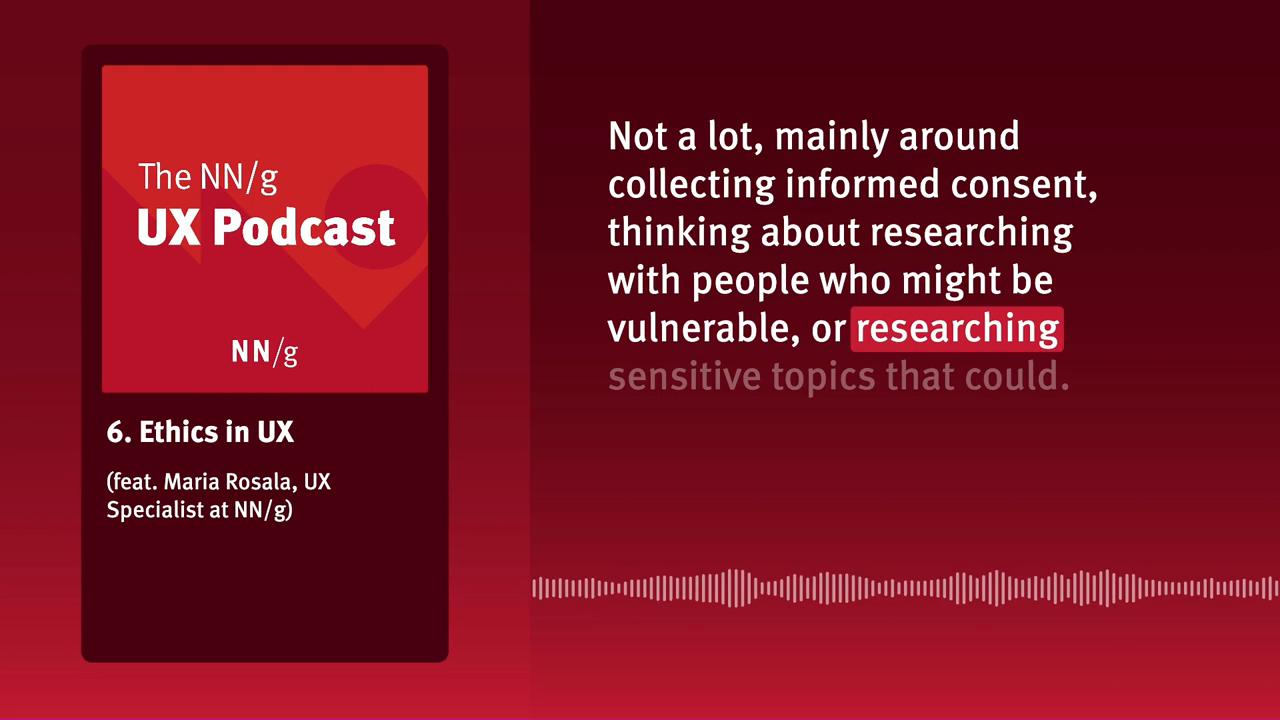 The NN/g
UX Podcast
NN/g
6. Ethics in UX
(feat. Maria Rosala, UX
Specialist at NN/g)
Not a lot, mainly around
collecting informed consent,
thinking about researching
with people who might be
vulnerable, or researching
sensitive topics that could.